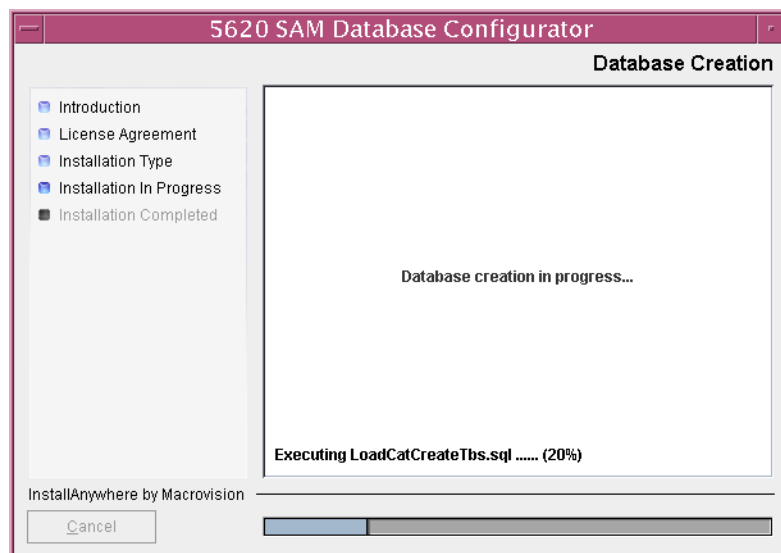 5620 SAM Database Configurator
Database Creation
Introduction
License Agreement
Installation Type
Installation In Progress
Installation Completed
Database creation in progress...
Executing LoadCatCreateTbs.sql ...... (20%)
InstallAnywhere by Macrovision
Cancel